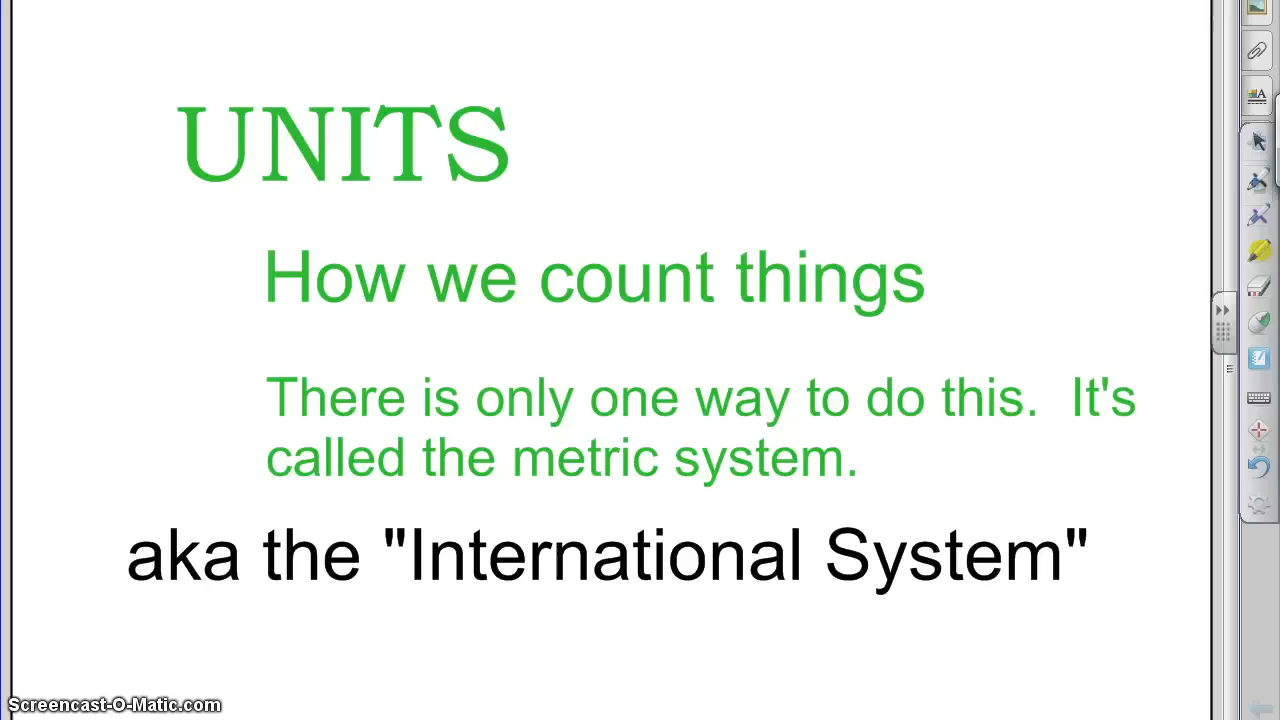 UNITS
How we count things
There is only one way to do this.  It's
called the metric system.
aka the "International System"
Screencast-O-Matic.com